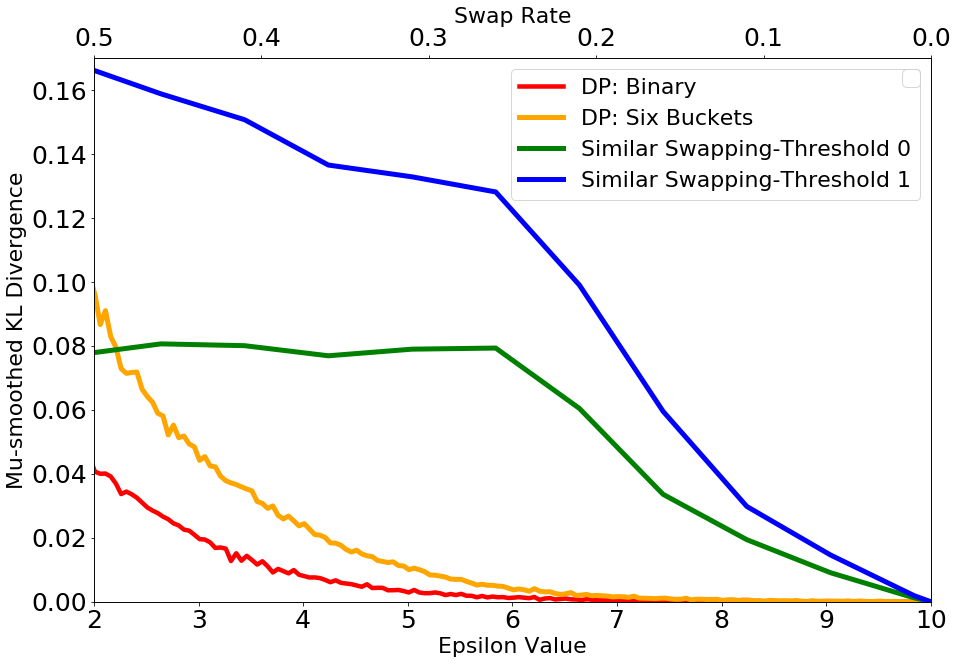 Swap Rate
0.5 0.4 0.3 0.2 0.1 0.0
DP: Binary
DP: Six Buckets
Similar Swapping-Threshold 0
Similar Swapping-Threshold 1
Mu-smoothed KL Divergence
0.16
0.14
0.12
0.10
0.08
0.06
0.04
0.02
0.00
2 3 4 5 6 7 8 9 10
Epsilon Value